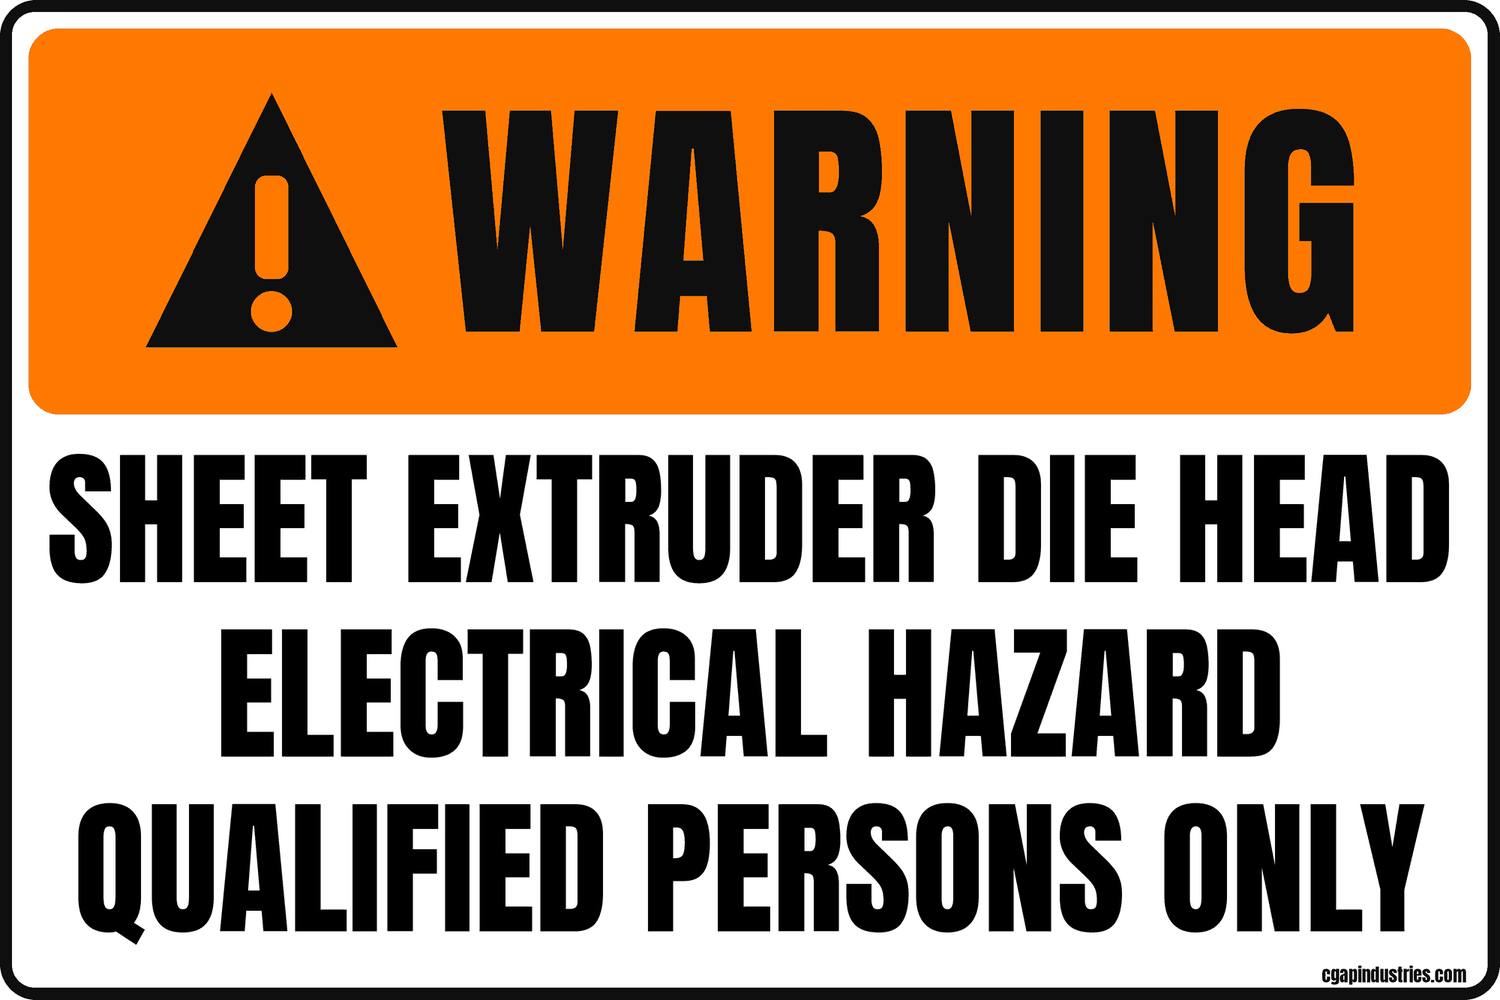 WARNING
SHEET EXTRUDER DIE HEAD
ELECTRICAL HAZARD
QUALIFIED PERSONS ONLY
cgapindustries.com